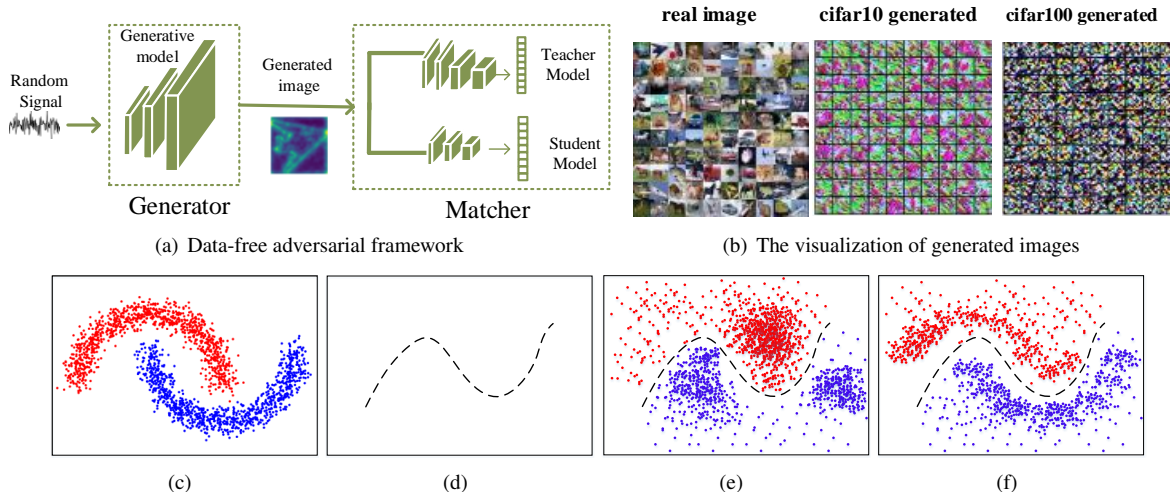 Generative
model
Random
Signal
Generated
image
Teacher
Model
Student
Model
Generator
Matcher
(a) Data-free adversarial framework
real image
cifar10 generated
cifar100 generated
(b) The visualization of generated images
(c)
(d)
(e)
(f)